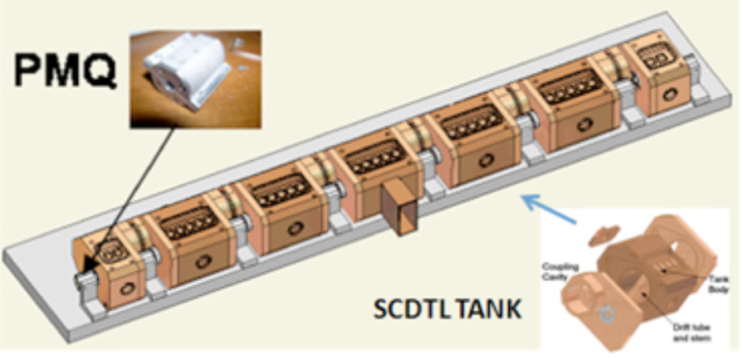 PMQ
SCDTL TANK
Coupling
Cavity
Tank
Body
Drift tube
and stem